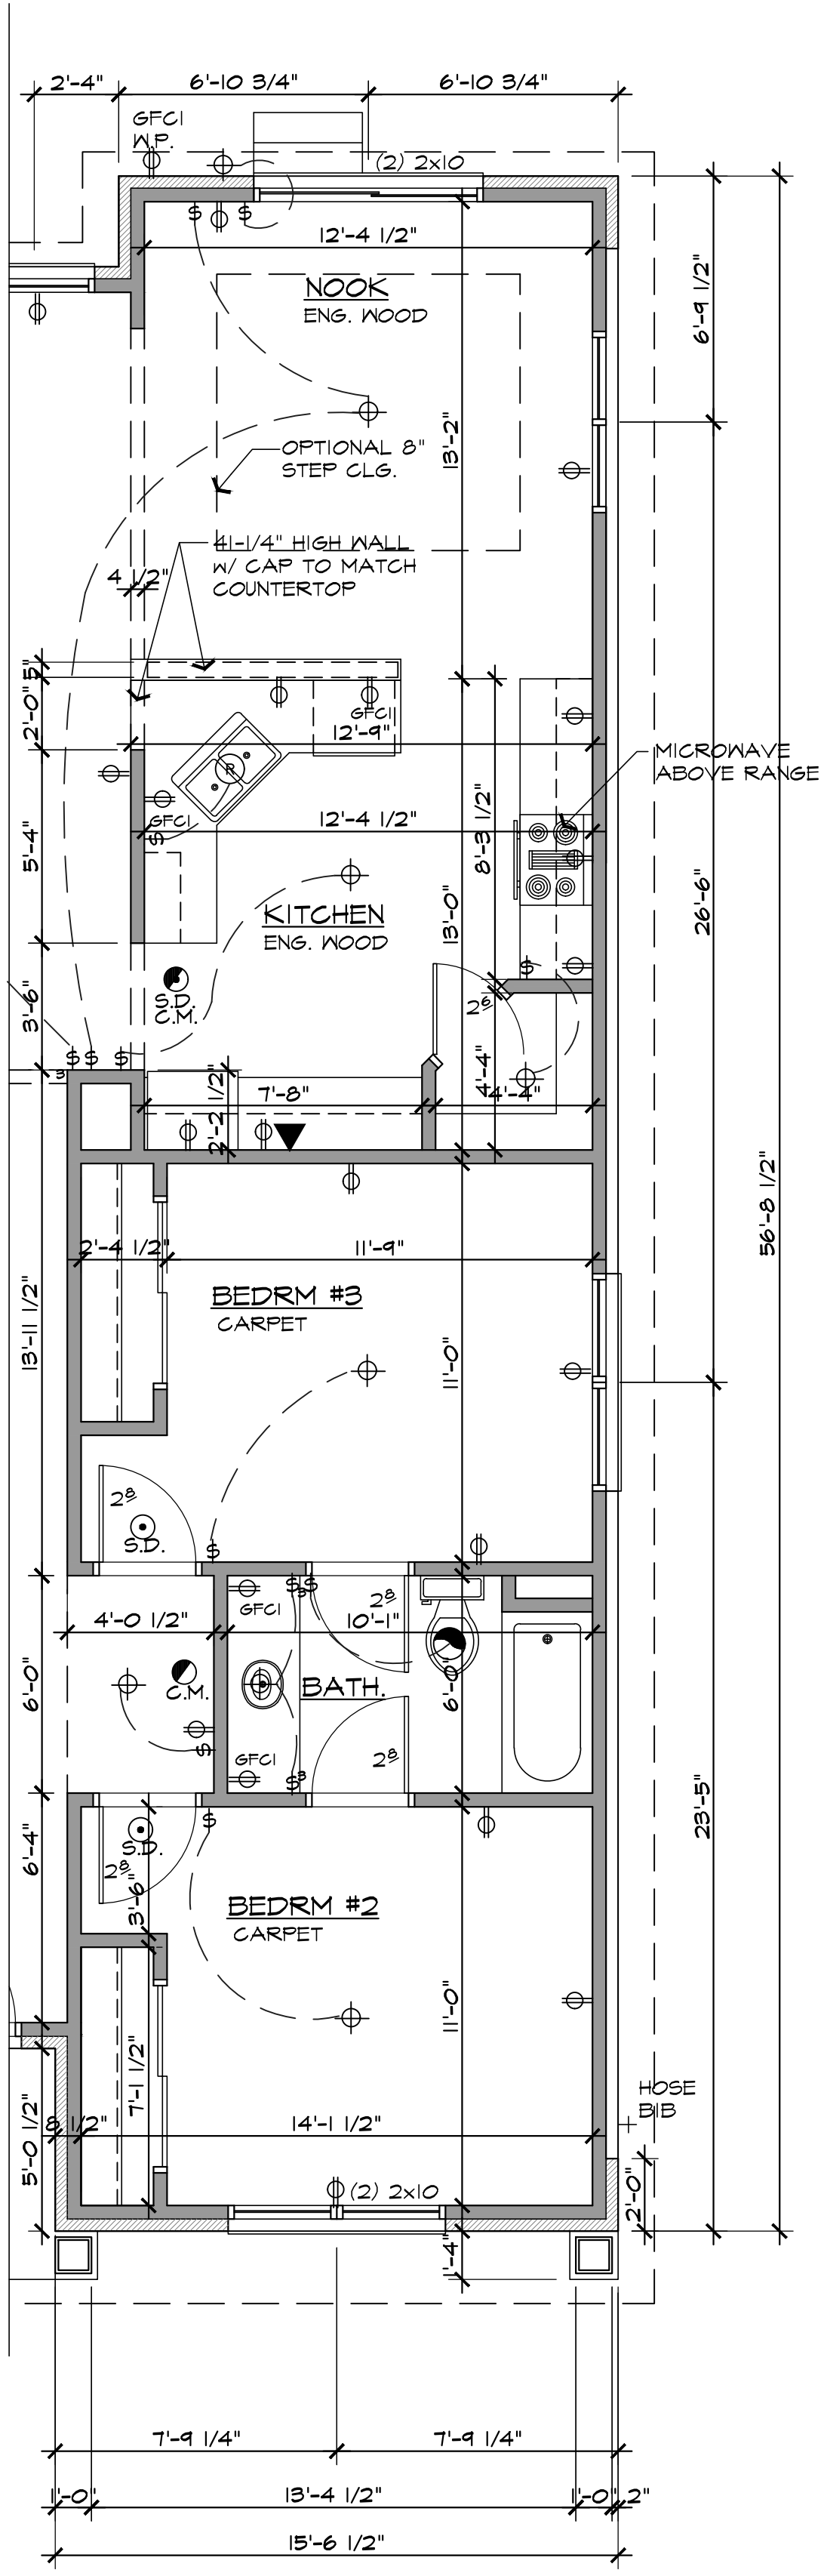 2'-4"
6'-10 3/4"
6'-10 3/4"
GFCI
W.P.
(2) 2x10
$
$
12'-4 1/2"
NOOK
ENG. WOOD
6'-9 1/2"
13'-2"
OPTIONAL 8"
STEP CLG.
41-1/4" HIGH WALL
W/ CAP TO MATCH
COUNTERTOP
4 1/2"
5"
2'-0"
GFCI
12'-9"
MICROWAVE
ABOVE RANGE
R
GFCI
$
12'-4 1/2"
8'-3 1/2"
5'-4"
13'-0"
26'-6"
KITCHEN
ENG. WOOD
S.D.
C.M.
$
2⁶
3'-6"
$ $ $
3
4'-4"
7'-8"
4'-4"
2'-2 1/2"
56'-8 1/2"
2'-4 1/2"
11'-9"
BEDRM #3
CARPET
13'-11 1/2"
11'-0"
2⁸
S.D.
$
$3$
GFCI
2⁸
4'-0 1/2"
10'-1"
6'-0"
C.M.
BATH.
6'-0"
$
GFCI
2⁸
$3
23'-5"
6'-4"
$
S.D.
2⁸
3'-6"
BEDRM #2
CARPET
11'-0"
7'-1 1/2"
HOSE
BIB
5'-0 1/2"
8 1/2"
14'-1 1/2"
(2) 2x10
2'-0"
1'-4"
7'-9 1/4"
7'-9 1/4"
1'-0"
13'-4 1/2"
1'-0"
2"
15'-6 1/2"